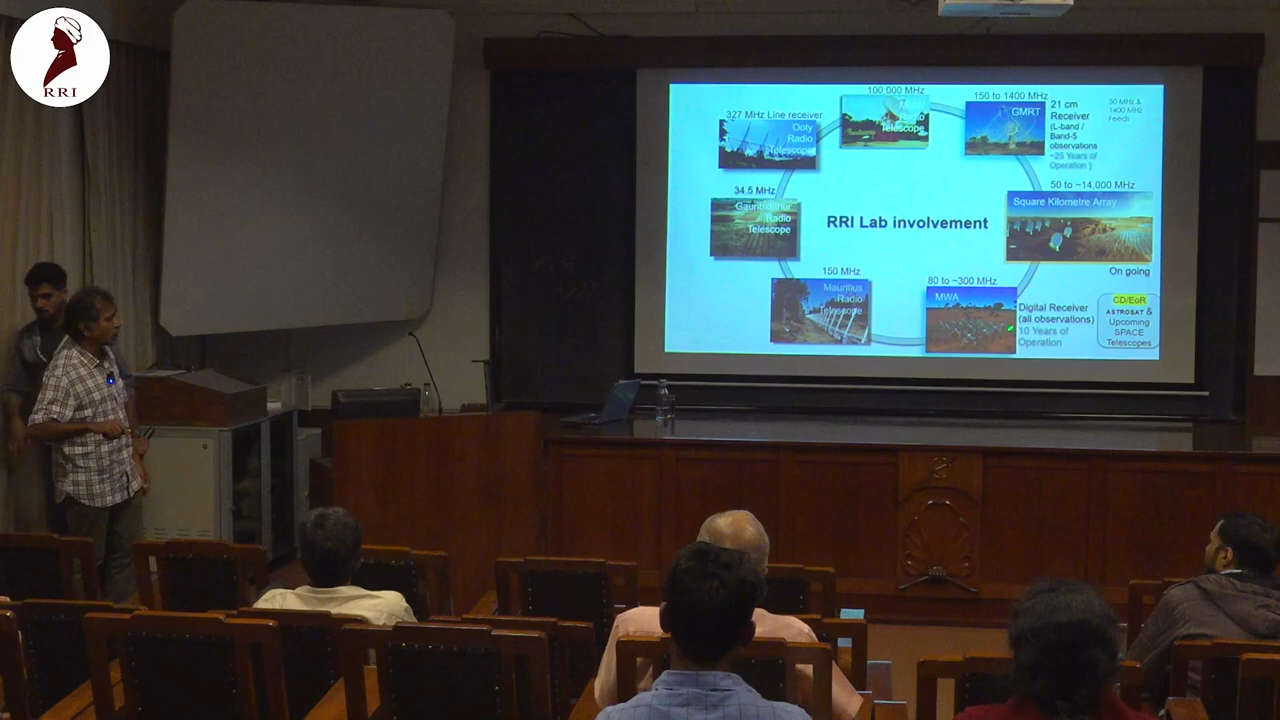 RRI
100,000 MHz
Radio
Telescope
327 MHz Line receiver
Ooty
Radio
Telescope
150 to 1400 MHz
GMRT
21 cm
Receiver
(L-band /
Band-5
observations
~25 Years of
Operation )
50 MHz &
1400 MHz
Feeds
34.5 MHz
Gauribidanur
Radio
Telescope
RRI Lab involvement
50 to ~14,000 MHz
Square Kilometre Array
On going
150 MHz
Mauritius
Radio
Telescope
80 to ~300 MHz
MWA
Digital Receiver
(all observations)
10 Years of
Operation
CD/EoR
ASTROSAT &
Upcoming
SPACE
Telescopes